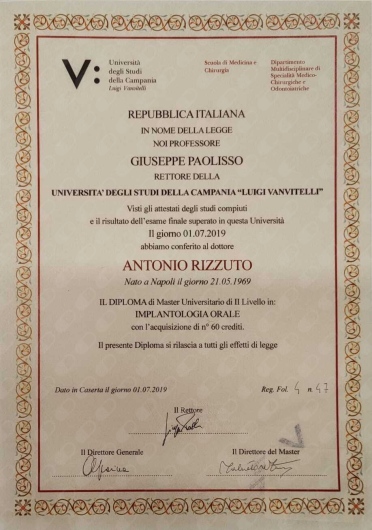 V:
Università
degli Studi
della Campania
Luigi Vanvitelli
Scuola di Medicina e
Chirurgia
Dipartimento
Multidisciplinare di
Specialità Medico-
Chirurgiche e
Odontoiatriche
REPUBBLICA ITALIANA
IN NOME DELLA LEGGE
NOI PROFESSORE
GIUSEPPE PAOLISSO
RETTORE DELLA
UNIVERSITA' DEGLI STUDI DELLA CAMPANIA "LUIGI VANVITELLI"
Visti gli attestati degli studi compiuti
e il risultato dell'esame finale superato in questa Università
Il giorno 01.07.2019
abbiamo conferito al dottore
ANTONIO RIZZUTO
Nato a Napoli il giorno 21.05.1969
IL DIPLOMA di Master Universitario di II Livello in:
IMPLANTOLOGIA ORALE
con l'acquisizione di n° 60 crediti.
Il presente Diploma si rilascia a tutti gli effetti di legge
Dato in Caserta il giorno 01.07.2019
Reg. Fol. 4 n. 47
Il Rettore
Il Direttore Generale
Il Direttore del Master